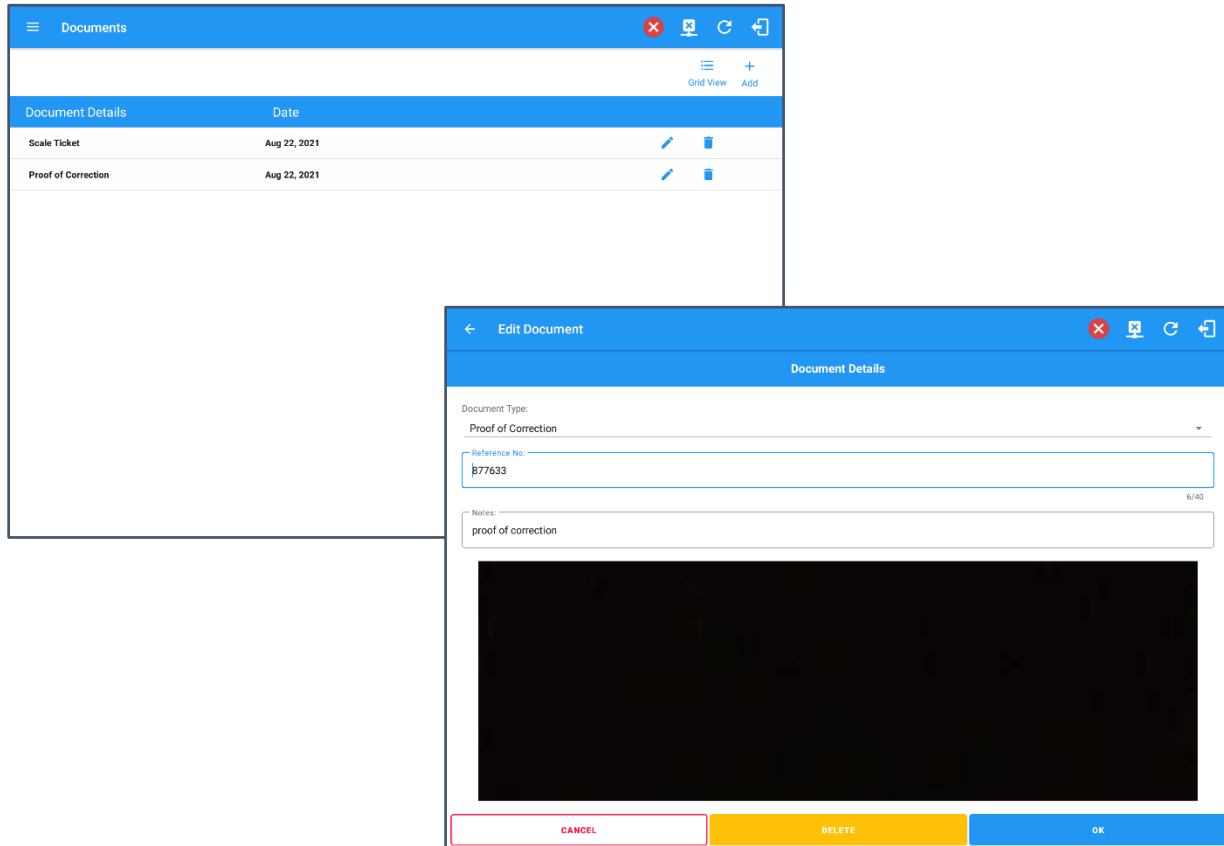 Documents
Grid View Add
Document Details Date
Scale Ticket Aug 22, 2021
Proof of Correction Aug 22, 2021
Edit Document
Document Details
Document Type:
Proof of Correction
Reference No:
877633
6/40
Notes:
proof of correction
CANCEL DELETE OK